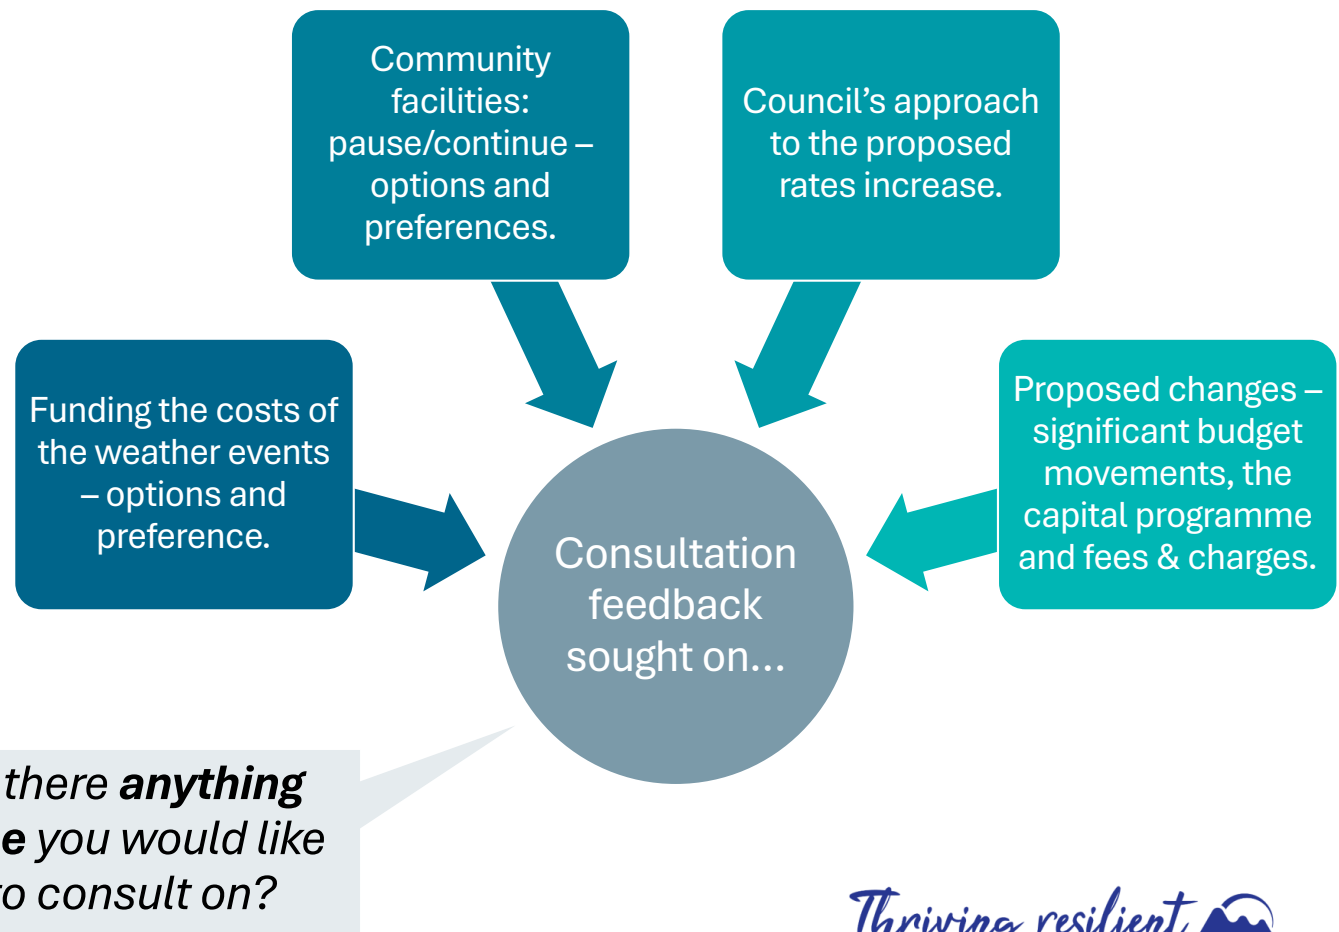 Community
facilities:
pause/continue –
options and
preferences.
Council’s approach
to the proposed
rates increase.
Funding the costs of
the weather events
– options and
preference.
Proposed changes –
significant budget
movements, the
capital programme
and fees & charges.
Consultation
feedback
sought on...
there anything
you would like
to consult on?
Thriving resilient